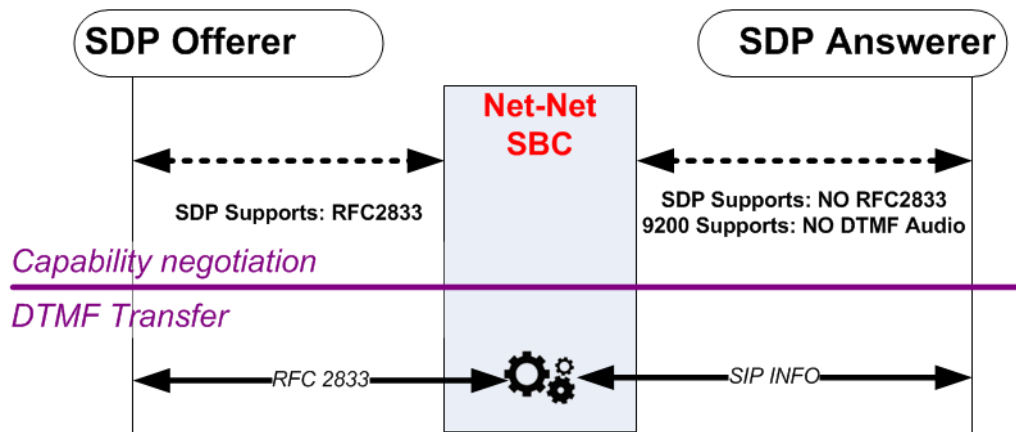 SDP Offerer
SDP Answerer
Net-Net
SBC
SDP Supports: RFC2833
SDP Supports: NO RFC2833
9200 Supports: NO DTMF Audio
Capability negotiation
DTMF Transfer
RFC 2833
SIP INFO